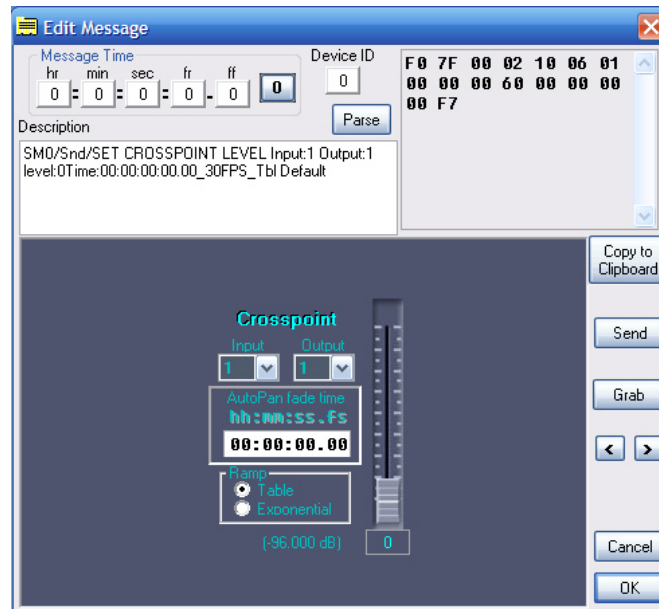 Edit Message
Message Time
hr min sec fr ff
0 : 0 : 0 : 0 . 0 0
Device ID
0
Parse
Description
SM0/Snd/SET CROSSPOINT LEVEL Input:1 Output:1
level:0Time:00:00:00:00.00_30FPS_Tbl Default
F0 7F 00 02 10 06 01
00 00 00 60 00 00 00
00 F7
Copy to
Clipboard
Send
Grab
< >
Cancel
OK
Crosspoint
Input Output
1 1
AutoPan fade time
hh:mm:ss.fs
00:00:00.00
Ramp
Table
Exponential
(-96.000 dB) 0